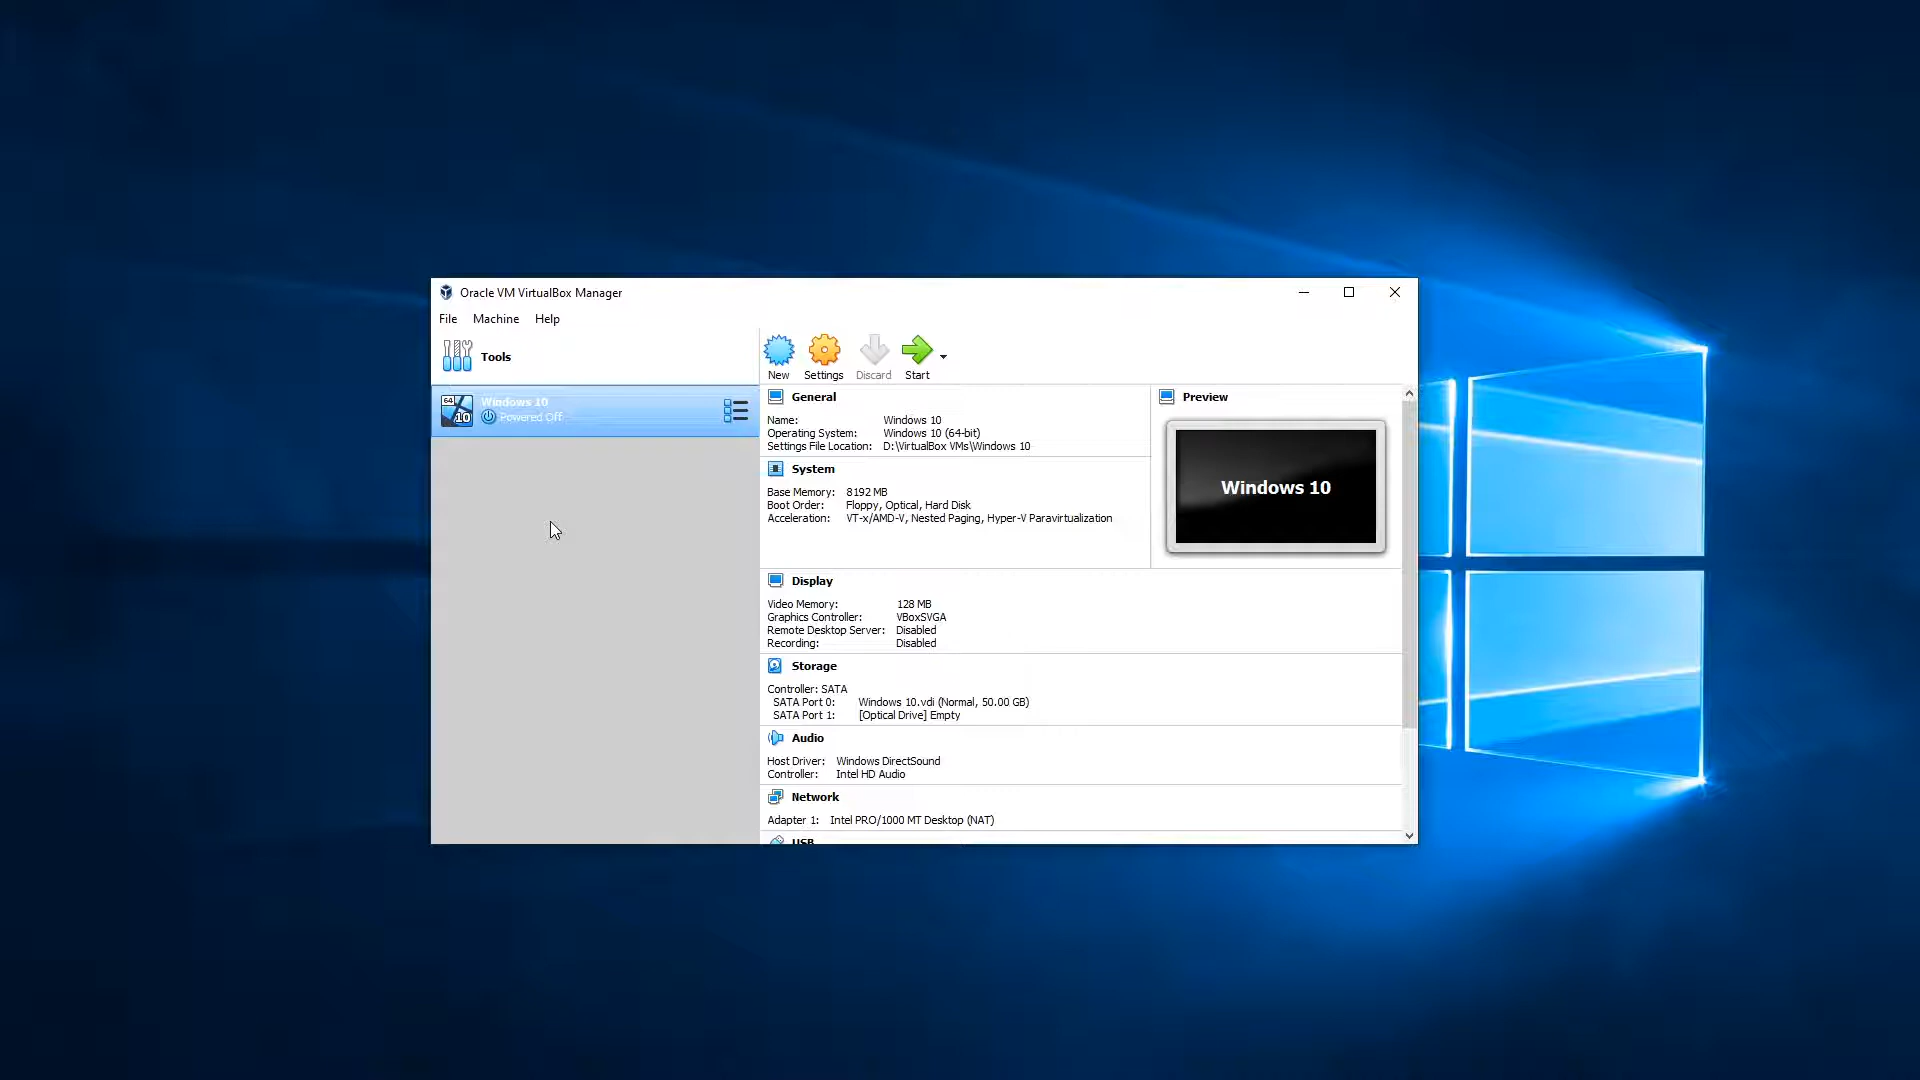 Oracle VM VirtualBox Manager
File Machine Help
Tools
New Settings Discard Start
64 10 Windows 10
Powered Off
General
Name: Windows 10
Operating System: Windows 10 (64-bit)
Settings File Location: D:\VirtualBox VMs\Windows 10
Preview
Windows 10
System
Base Memory: 8192 MB
Boot Order: Floppy, Optical, Hard Disk
Acceleration: VT-x/AMD-V, Nested Paging, Hyper-V Paravirtualization
Display
Video Memory: 128 MB
Graphics Controller: VBoxSVGA
Remote Desktop Server: Disabled
Recording: Disabled
Storage
Controller: SATA
SATA Port 0: Windows 10.vdi (Normal, 50.00 GB)
SATA Port 1: [Optical Drive] Empty
Audio
Host Driver: Windows DirectSound
Controller: Intel HD Audio
Network
Adapter 1: Intel PRO/1000 MT Desktop (NAT)
USB